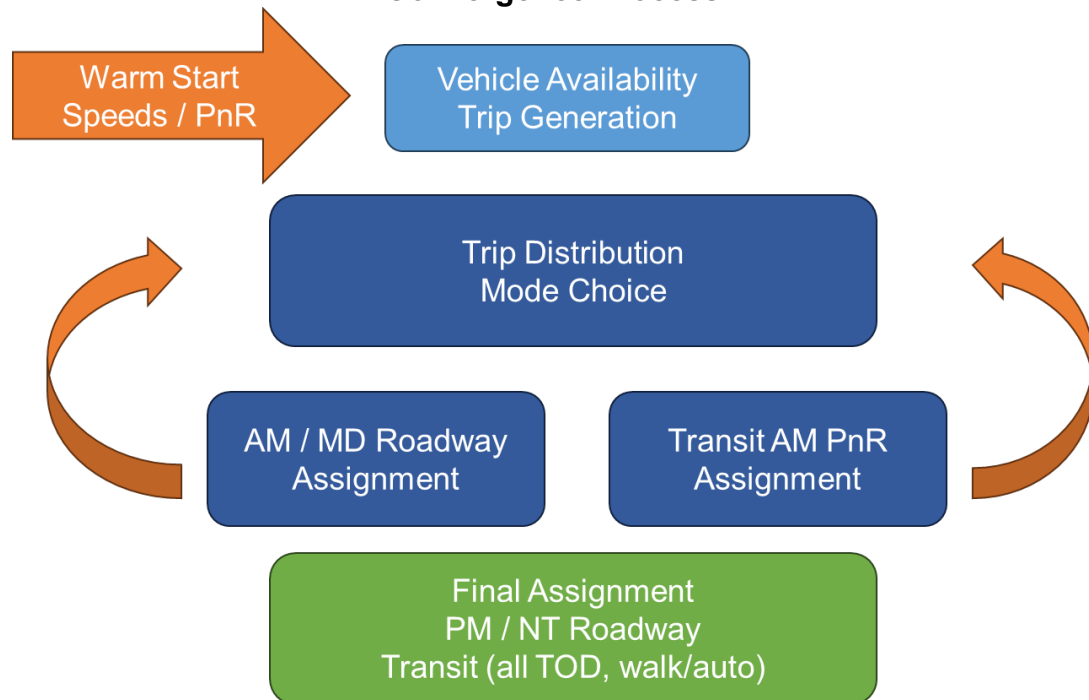 Warm Start
Speeds / PnR
Vehicle Availability
Trip Generation
Trip Distribution
Mode Choice
AM / MD Roadway
Assignment
Transit AM PnR
Assignment
Final Assignment
PM / NT Roadway
Transit (all TOD, walk/auto)